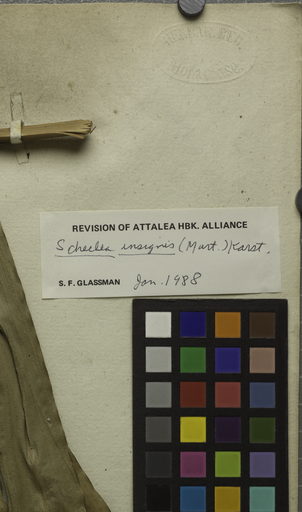 REVISION OF ATTALEA HBK. ALLIANCE
Scheelea insignis (Mart.) Karst.
S. F. GLASSMAN Jan. 1988